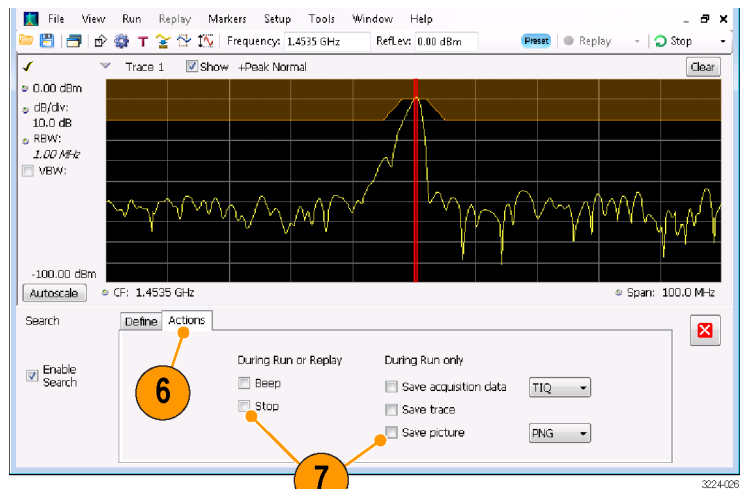 File View Run Replay Markers Setup Tools Window Help
Frequency: 1.4535 GHz RefLev: 0.00 dBm Preset Replay Stop
Trace 1 Show +Peak Normal Clear
0.00 dBm
dB/div:
10.0 dB
RBW:
1.00 MHz
VBW:
-100.00 dBm
Autoscale CF: 1.4535 GHz Span: 100.0 MHz
Search Define Actions
During Run or Replay During Run only
Enable
Search
6
Beep Save acquisition data TIQ
Stop Save trace
Save picture PNG
7
3224-026